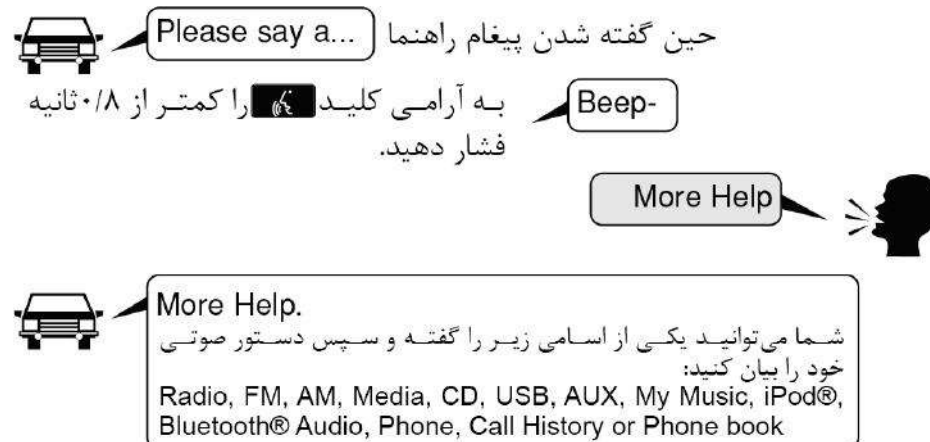 Please say a... حین گفته شدن پیغام راهنما
Beep- به آرامی کلید را کمتر از ۰/۸ ثانیه
فشار دهید.
More Help
More Help.
شما می‌توانید یکی از اسامی زیر را گفته و سپس دستور صوتی
خود را بیان کنید:
Radio, FM, AM, Media, CD, USB, AUX, My Music, iPod®,
Bluetooth® Audio, Phone, Call History or Phone book